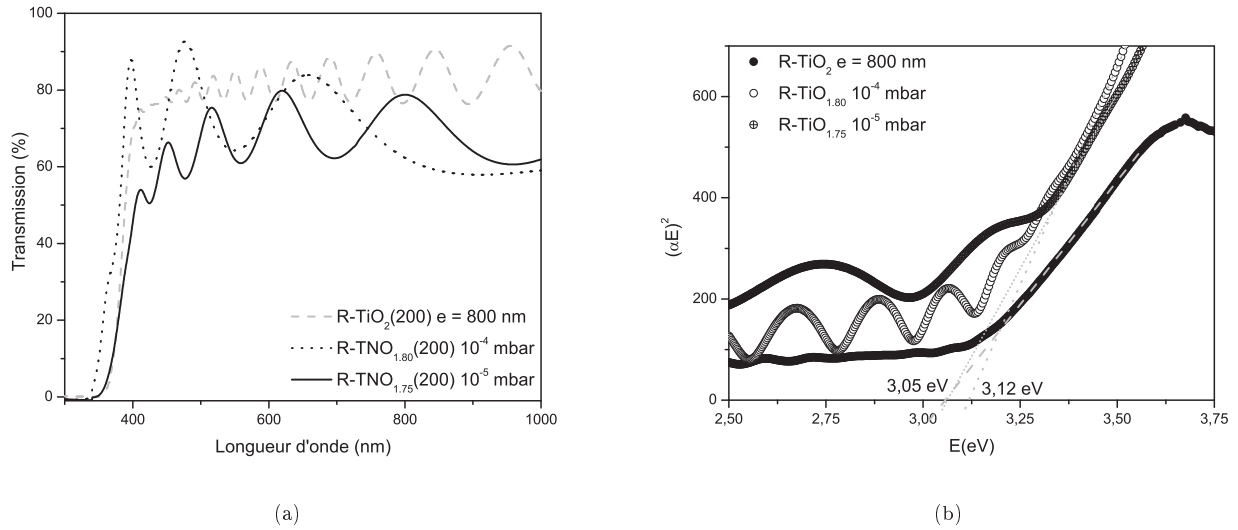 100
80
60
40
20
0
Transmission (%)
400
600
800
1000
Longueur d'onde (nm)
R-TiO2(200) e = 800 nm
R-TNO1.80(200) 10-4 mbar
R-TNO1.75(200) 10-5 mbar
(a)
R-TiO2 e = 800 nm
R-TiO1.80 10-4 mbar
R-TiO1.75 10-5 mbar
600
400
200
0
(αE)2
3,05 eV
3,12 eV
2,50
2,75
3,00
3,25
3,50
3,75
E(eV)
(b)